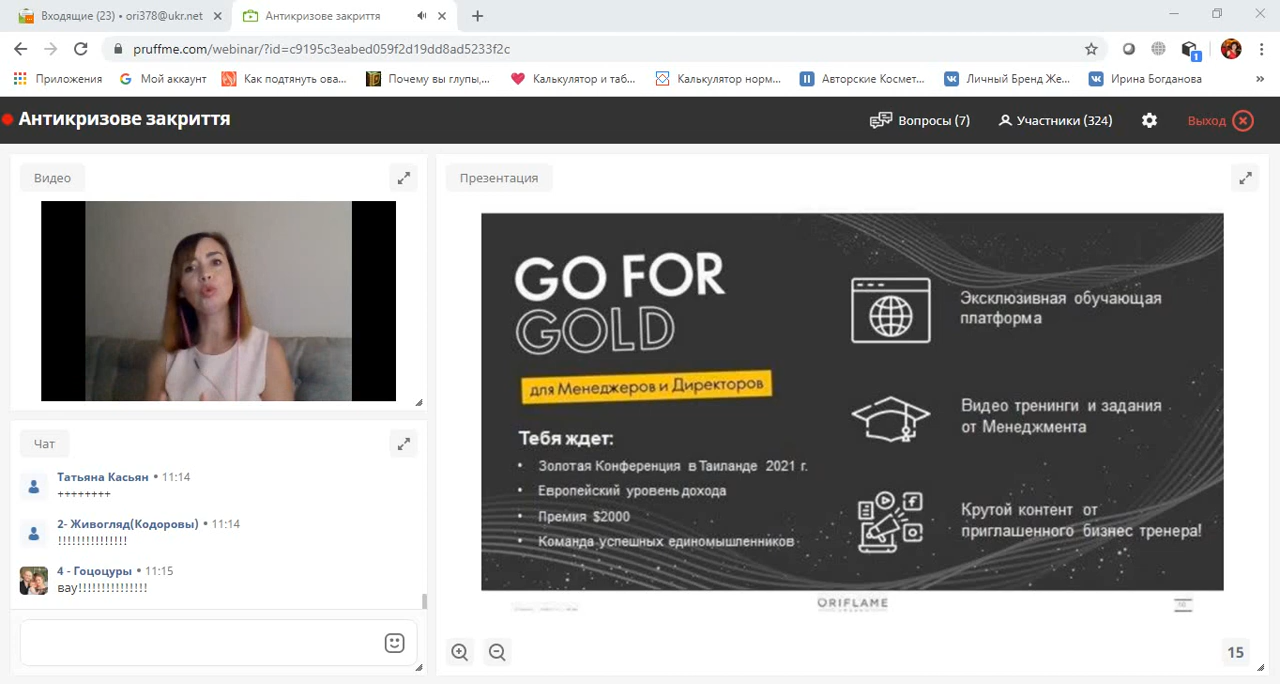 Входящие (23) • ori378@ukr.net
Антикризове закриття
pruffme.com/webinar/?id=c9195c3eabed059f2d19dd8ad5233f2c
Приложения
Мой аккаунт
Как подтянуть ова...
Почему вы глупы,...
Калькулятор и таб...
Калькулятор норм...
Авторские Космет...
Личный Бренд Же...
Ирина Богданова
»
Антикризове закриття
Вопросы (7)
Участники (324)
Выход
Видео
Презентация
GO FOR
GOLD
для Менеджеров и Директоров
Тебя ждет:
• Золотая Конференция в Таиланде 2021 г.
• Европейский уровень дохода
• Премия $2000
• Команда успешных единомышленников
Эксклюзивная обучающая
платформа
Видео тренинги и задания
от Менеджмента
Крутой контент от
приглашенного бизнес тренера!
ORIFLAME
Чат
Татьяна Касьян • 11:14
++++++++
2- Живогляд(Кодоровы) • 11:14
!!!!!!!!!!!!!!!
4 - Гоцоцуры • 11:15
вау!!!!!!!!!!!!!!!
15
1